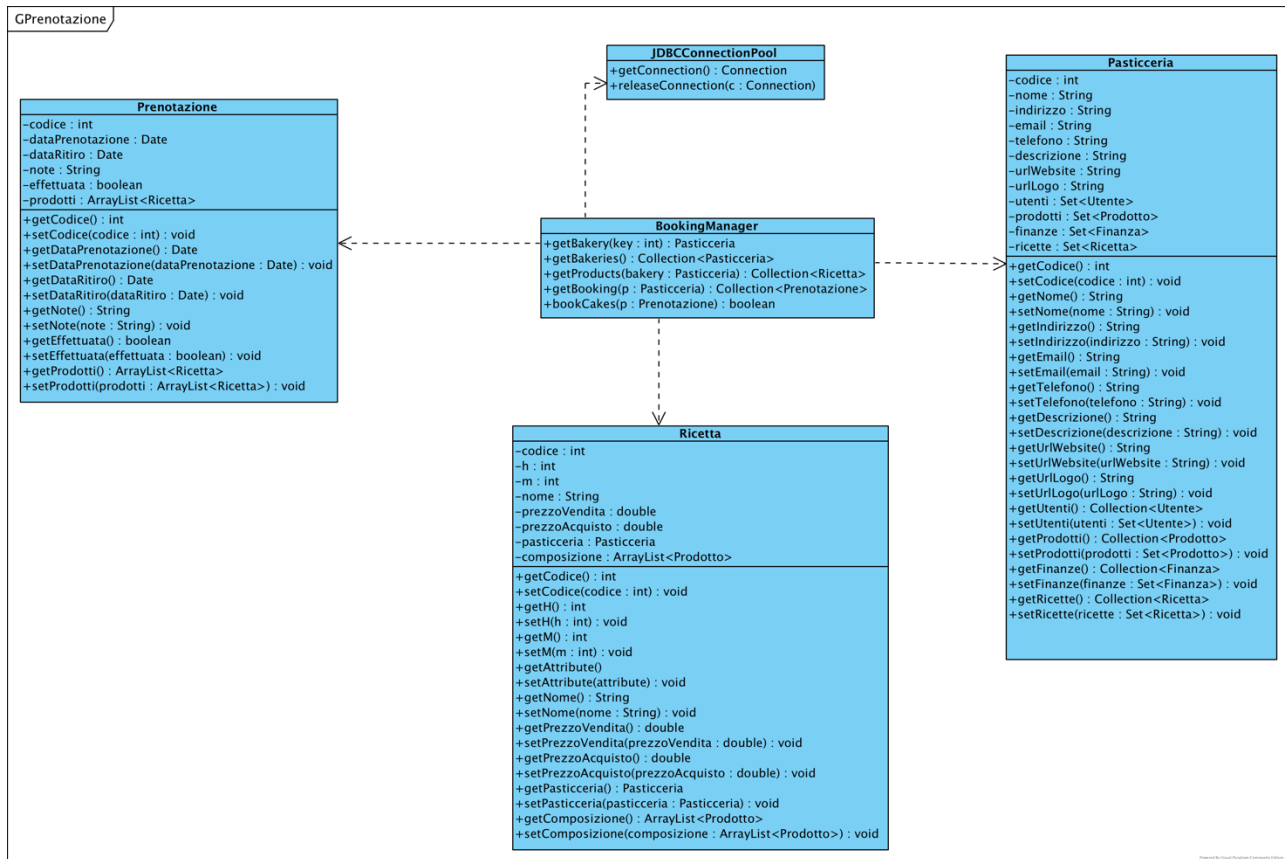 GPrenotazione
JDBCConnectionPool
+getConnection() : Connection
+releaseConnection(c : Connection)
Prenotazione
-codice : int
-dataPrenotazione : Date
-dataRitiro : Date
-note : String
-effettuata : boolean
-prodotti : ArrayList<Ricetta>
+getCodice() : int
+setCodice(codice : int) : void
+getDataPrenotazione() : Date
+setDataPrenotazione(dataPrenotazione : Date) : void
+getDataRitiro() : Date
+setDataRitiro(dataRitiro : Date) : void
+getNote() : String
+setNote(note : String) : void
+getEffettuata() : boolean
+setEffettuata(effettuata : boolean) : void
+getProdotti() : ArrayList<Ricetta>
+setProdotti(prodotti : ArrayList<Ricetta>) : void
BookingManager
+getBakery(key : int) : Pasticceria
+getBakeries() : Collection<Pasticceria>
+getProducts(bakery : Pasticceria) : Collection<Ricetta>
+getBooking(p : Pasticceria) : Collection<Prenotazione>
+bookCakes(p : Prenotazione) : boolean
Pasticceria
-codice : int
-nome : String
-indirizzo : String
-email : String
-telefono : String
-descrizione : String
-urlWebsite : String
-urlLogo : String
-utenti : Set<Utente>
-prodotti : Set<Prodotto>
-finanze : Set<Finanza>
-ricette : Set<Ricetta>
+getCodice() : int
+setCodice(codice : int) : void
+getNome() : String
+setNome(nome : String) : void
+getIndirizzo() : String
+setIndirizzo(indirizzo : String) : void
+getEmail() : String
+setEmail(email : String) : void
+getTelefono() : String
+setTelefono(telefono : String) : void
+getDescrizione() : String
+setDescrizione(descrizione : String) : void
+getUrlWebsite() : String
+setUrlWebsite(urlWebsite : String) : void
+getUrlLogo() : String
+setUrlLogo(urlLogo : String) : void
+getUtenti() : Collection<Utente>
+setUtenti(utenti : Set<Utente>) : void
+getProdotti() : Collection<Prodotto>
+setProdotti(prodotti : Set<Prodotto>) : void
+getFinanze() : Collection<Finanza>
+setFinanze(finanze : Set<Finanza>) : void
+getRicette() : Collection<Ricetta>
+setRicette(ricette : Set<Ricetta>) : void
Ricetta
-codice : int
-h : int
-m : int
-nome : String
-prezzoVendita : double
-prezzoAcquisto : double
-pasticceria : Pasticceria
-composizione : ArrayList<Prodotto>
+getCodice() : int
+setCodice(codice : int) : void
+getH() : int
+setH(h : int) : void
+getM() : int
+setM(m : int) : void
+getAttribute()
+setAttribute(attribute) : void
+getNome() : String
+setNome(nome : String) : void
+getPrezzoVendita() : double
+setPrezzoVendita(prezzoVendita : double) : void
+getPrezzoAcquisto() : double
+setPrezzoAcquisto(prezzoAcquisto : double) : void
+getPasticceria() : Pasticceria
+setPasticceria(pasticceria : Pasticceria) : void
+getComposizione() : ArrayList<Prodotto>
+setComposizione(composizione : ArrayList<Prodotto>) : void
Powered By Visual Paradigm Community Edition